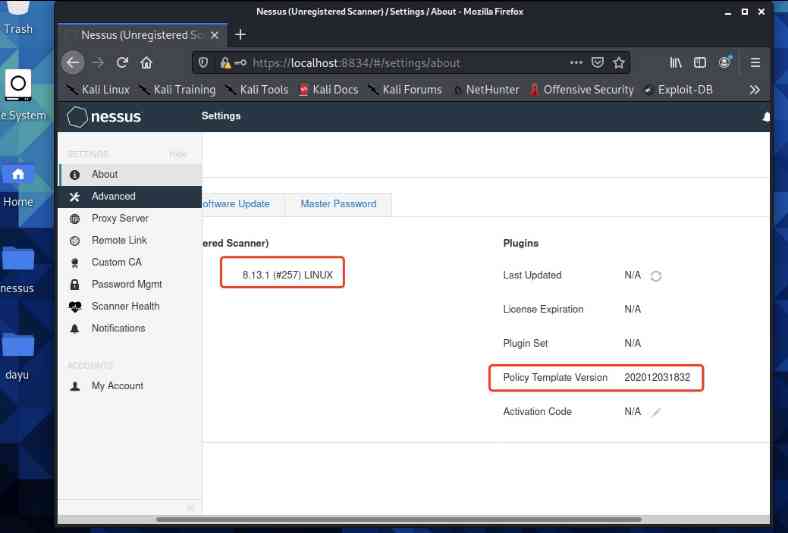 Trash
e System
Home
nessus
dayu
Nessus (Unregistered Scanner) / Settings / About - Mozilla Firefox
Nessus (Unregistered Sc
https://localhost:8834/#/settings/about
Kali Linux Kali Training Kali Tools Kali Docs Kali Forums NetHunter Offensive Security Exploit-DB
nessus Settings
SETTINGS Hide
About
Advanced
Proxy Server
Remote Link
Custom CA
Password Mgmt
Scanner Health
Notifications
ACCOUNTS
My Account
oftware Update Master Password
ered Scanner)
8.13.1 (#257) LINUX
Plugins
Last Updated N/A
License Expiration N/A
Plugin Set N/A
Policy Template Version 202012031832
Activation Code N/A